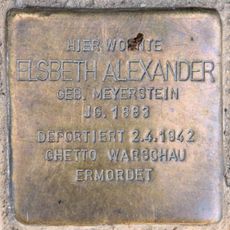 HIER WOHNTE
ELSBETH ALEXANDER
GEB. MEYERSTEIN
JG. 1883
DEPORTIERT 2.4.1942
GHETTO WARSCHAU
ERMORDET